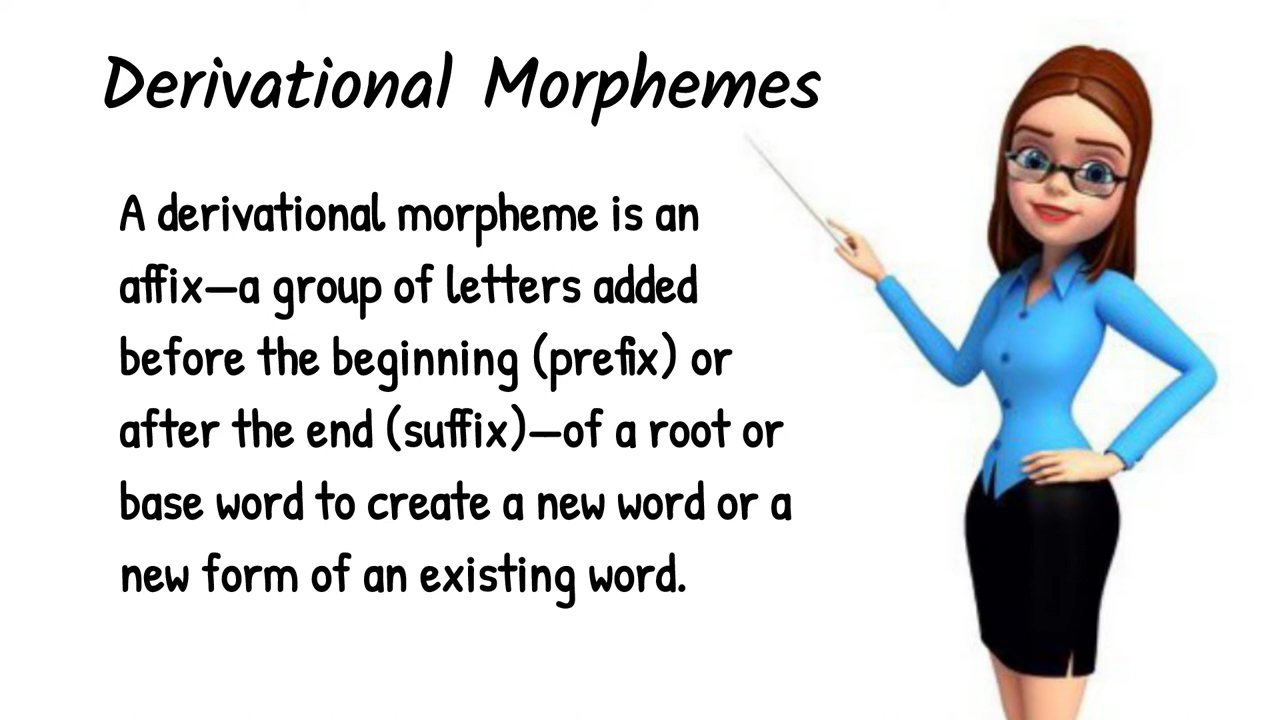 Derivational Morphemes
A derivational morpheme is an
affix—a group of letters added
before the beginning (prefix) or
after the end (suffix)—of a root or
base word to create a new word or a
new form of an existing word.